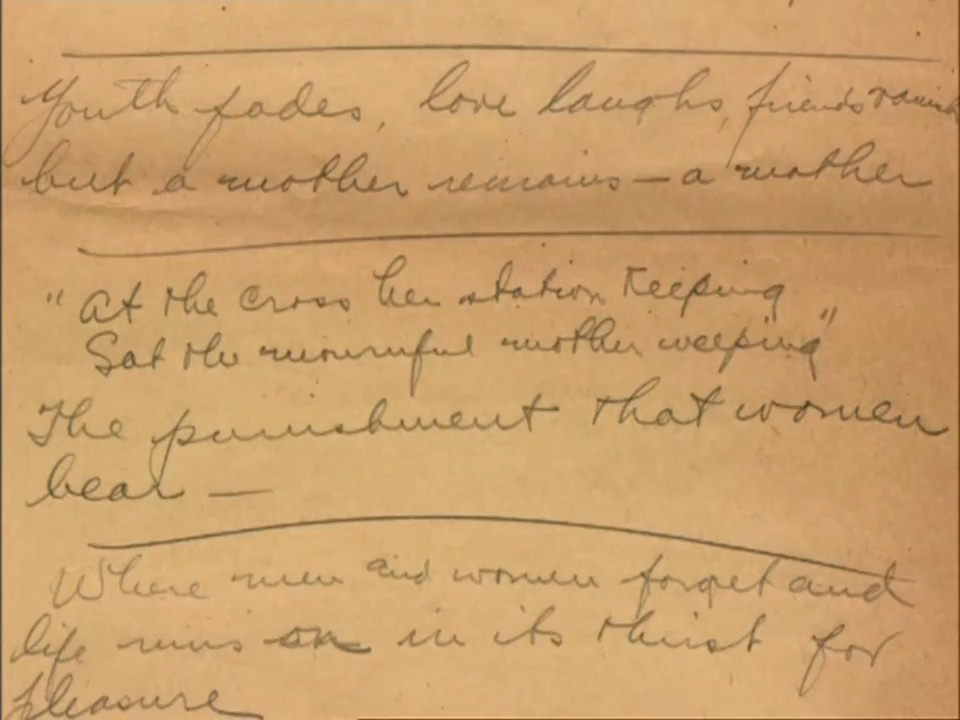 Youth fades, love laughs, friends vanish
but a mother remains — a mother
"At the cross her station keeping
Sat the mournful mother weeping"
The punishment that women
bear —
Where men and women forget and
life runs on in its thirst for
pleasure